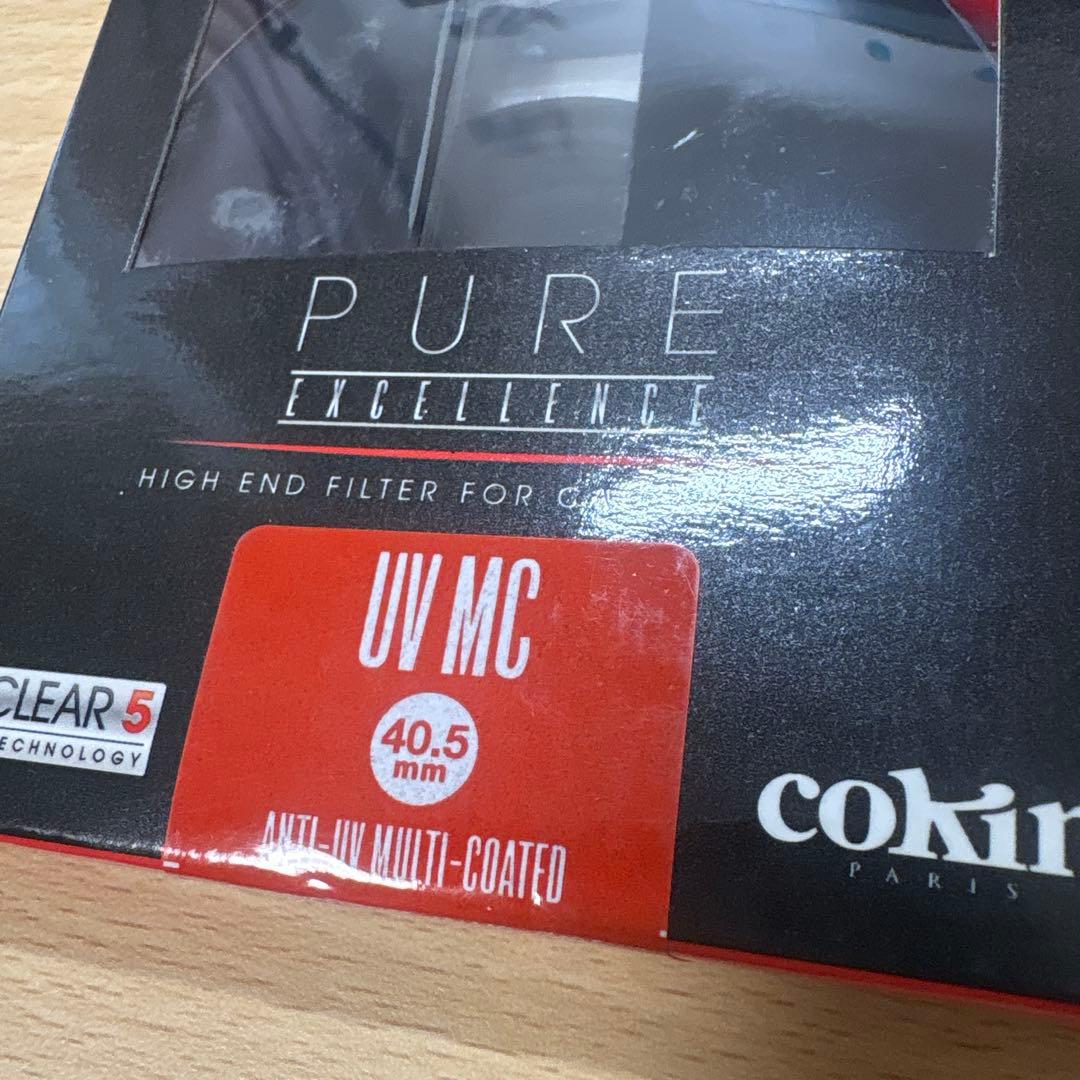 PURE
EXCELLENCE
HIGH END FILTER FOR
UV MC
40.5
mm
ANTI-UV MULTI-COATED
CLEAR 5
TECHNOLOGY
cokin
PARIS